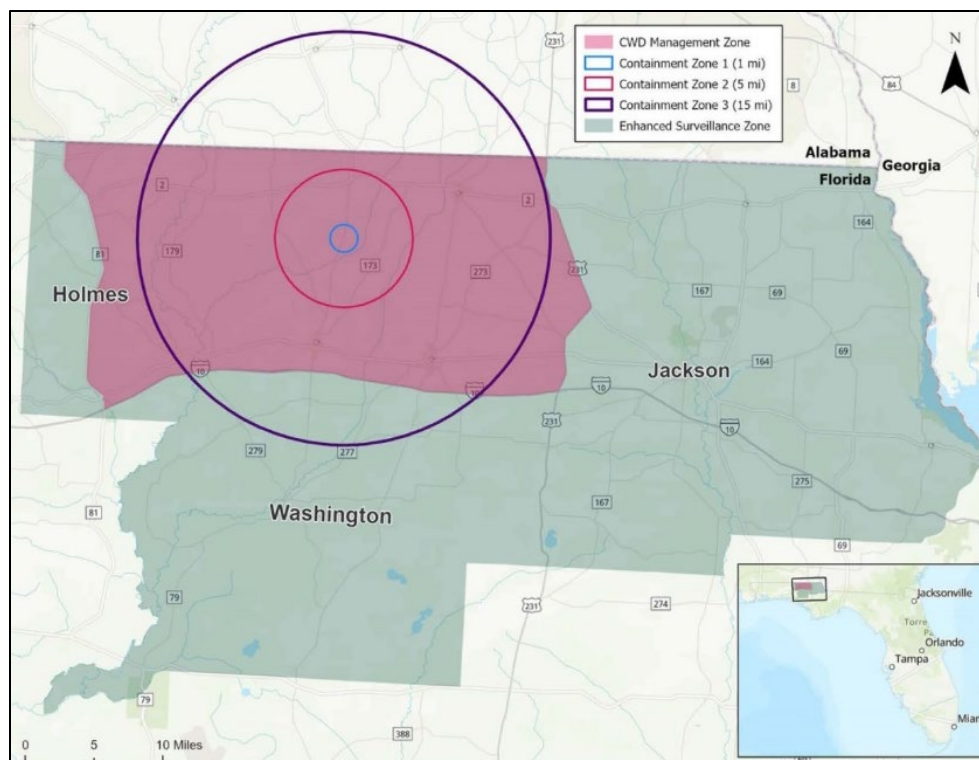 CWD Management Zone
Containment Zone 1 (1 mi)
Containment Zone 2 (5 mi)
Containment Zone 3 (15 mi)
Enhanced Surveillance Zone
N
231
84
8
Alabama
Georgia
Florida
2
2
164
81
179
173
273
231
Holmes
167
69
10
Jackson
164
69
10
10
231
279
277
10
275
Washington
167
81
69
79
231
274
79
388
0 5 10 Miles
Jacksonville
Torre
Pa
Orlando
Tampa
Miam